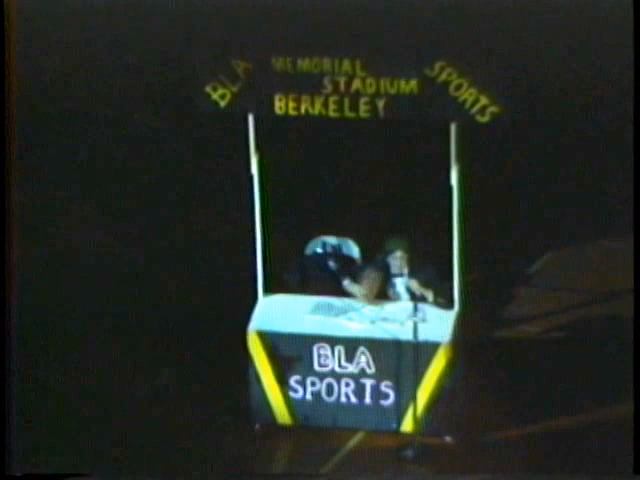 BLA
MEMORIAL
STADIUM
BERKELEY
SPORTS
BLA
SPORTS